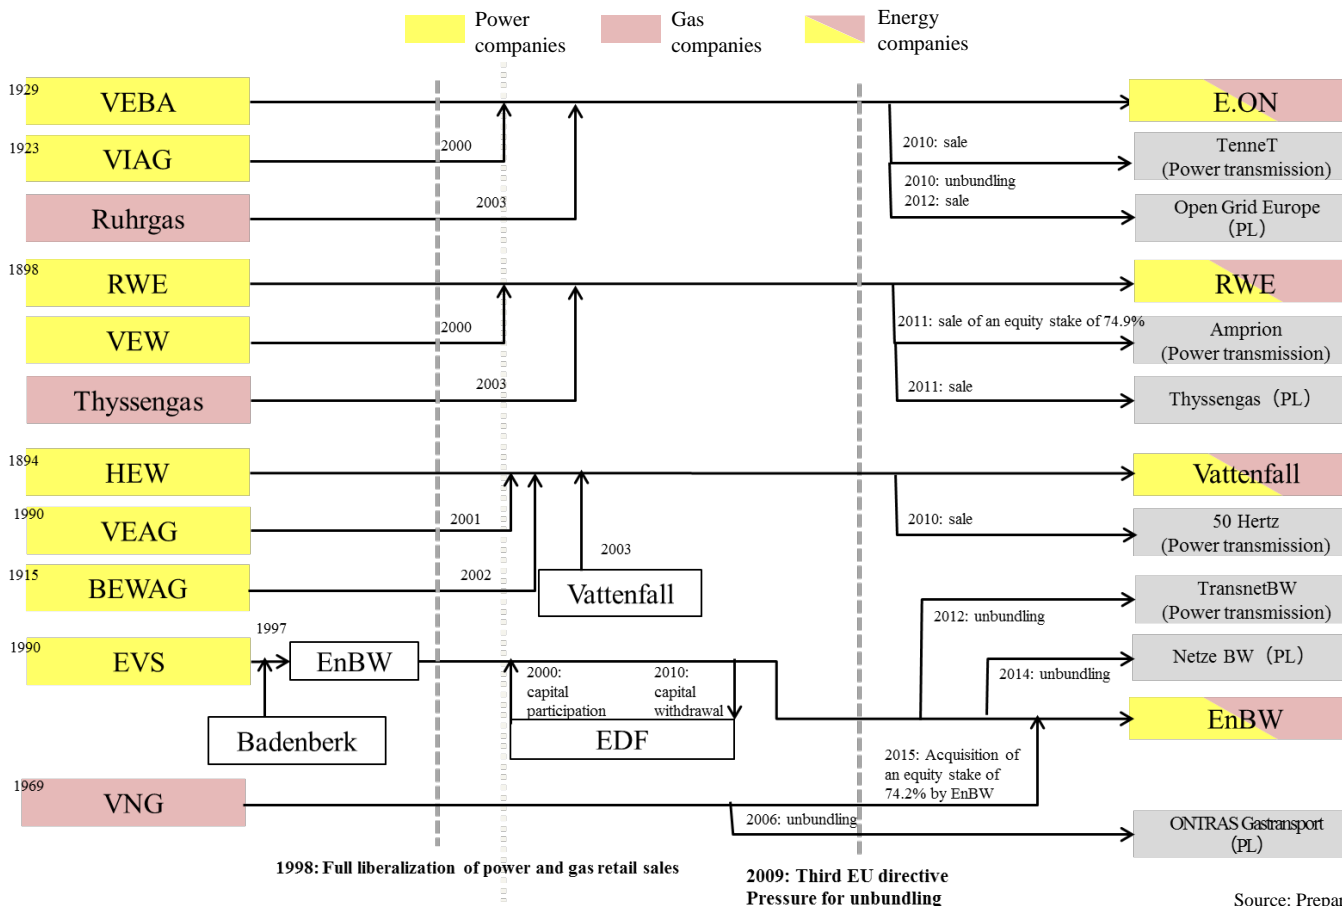 Power
companies
Gas
companies
Energy
companies
1929
VEBA
E.ON
1923
VIAG
2000
2010: sale
TenneT
(Power transmission)
2010: unbundling
2012: sale
Ruhrgas
2003
Open Grid Europe
(PL)
1898
RWE
RWE
VEW
2000
2011: sale of an equity stake of 74.9%
Amprion
(Power transmission)
Thyssengas
2003
2011: sale
Thyssengas (PL)
1894
HEW
Vattenfall
1990
VEAG
2001
2010: sale
50 Hertz
(Power transmission)
1915
BEWAG
2002
2003
Vattenfall
TransnetBW
(Power transmission)
2012: unbundling
1990
EVS
1997
EnBW
Netze BW (PL)
2014: unbundling
2000:
capital
participation
2010:
capital
withdrawal
EDF
Badenberk
EnBW
2015: Acquisition of
an equity stake of
74.2% by EnBW
1969
VNG
2006: unbundling
ONTRAS Gastransport
(PL)
1998: Full liberalization of power and gas retail sales
2009: Third EU directive
Pressure for unbundling
Source: Prepar